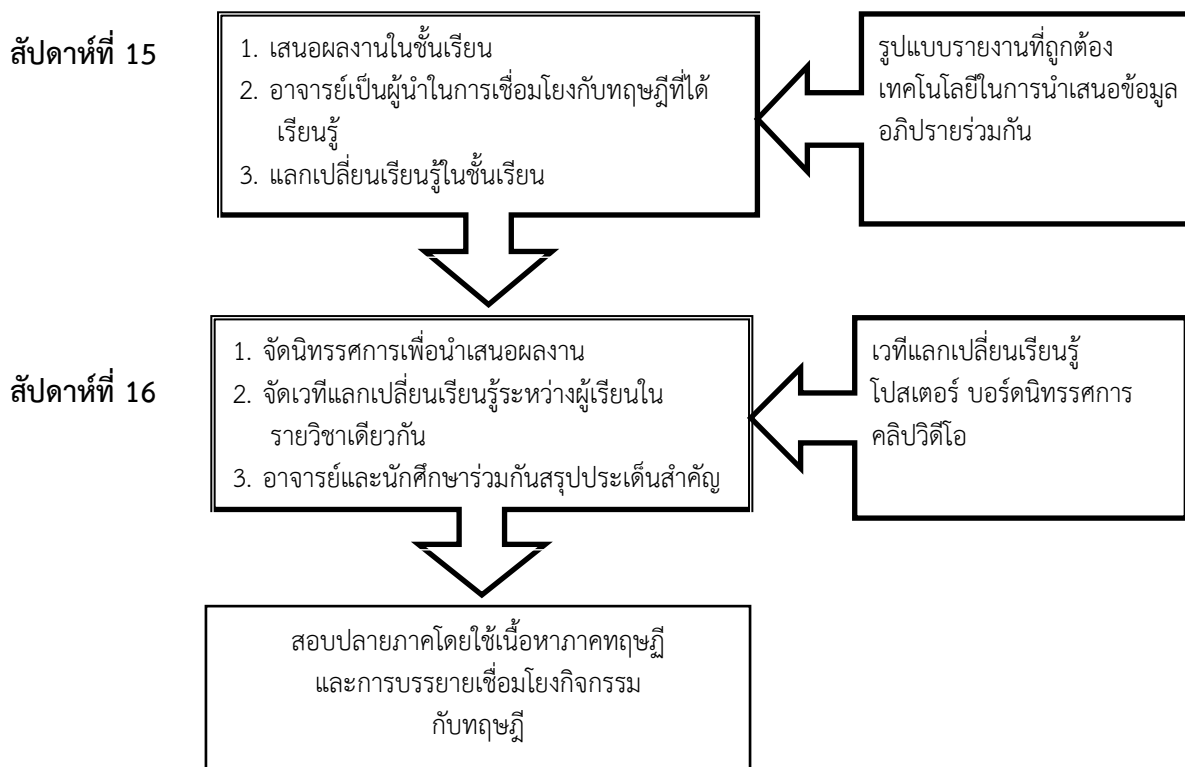 สัปดาห์ที่ 15
1. เสนอผลงานในชั้นเรียน
2. อาจารย์เป็นผู้นำในการเชื่อมโยงกับทฤษฎีที่ได้
เรียนรู้
3. แลกเปลี่ยนเรียนรู้ในชั้นเรียน
รูปแบบรายงานที่ถูกต้อง
เทคโนโลยีในการนำเสนอข้อมูล
อภิปรายร่วมกัน
สัปดาห์ที่ 16
1. จัดนิทรรศการเพื่อนำเสนอผลงาน
2. จัดเวทีแลกเปลี่ยนเรียนรู้ระหว่างผู้เรียนใน
รายวิชาเดียวกัน
3. อาจารย์และนักศึกษาร่วมกันสรุปประเด็นสำคัญ
เวทีแลกเปลี่ยนเรียนรู้
โปสเตอร์ บอร์ดนิทรรศการ
คลิปวิดีโอ
สอบปลายภาคโดยใช้เนื้อหาภาคทฤษฏี
และการบรรยายเชื่อมโยงกิจกรรม
กับทฤษฎี